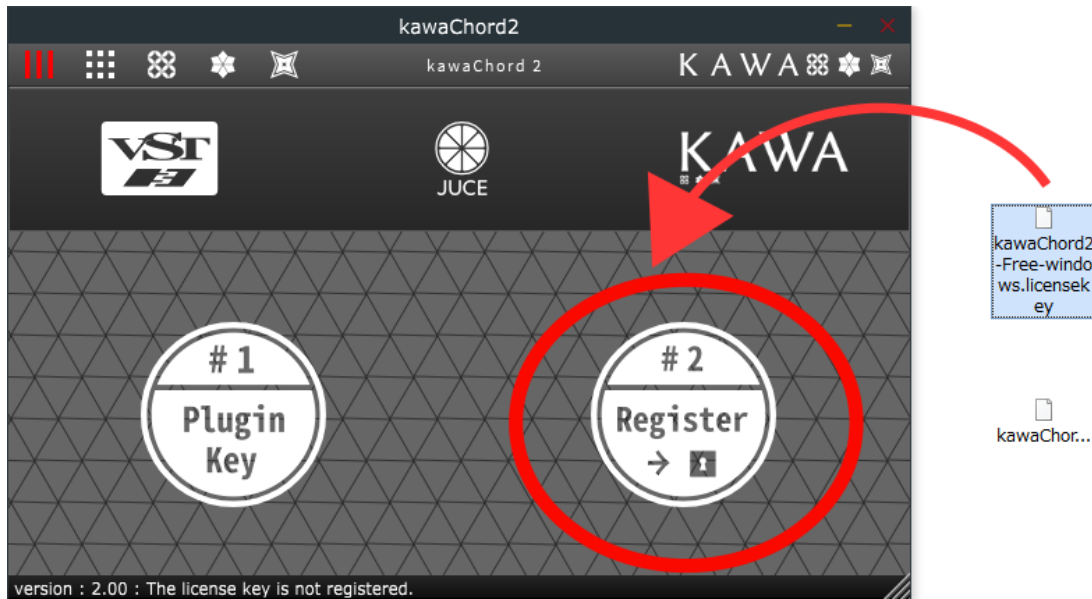 kawaChord2
kawaChord 2
KAWA
VST
3
JUCE
KAWA
# 1
Plugin
Key
# 2
Register
→
kawaChord2
-Free-windo
ws.licensek
ey
kawaChor...
version : 2.00 : The license key is not registered.